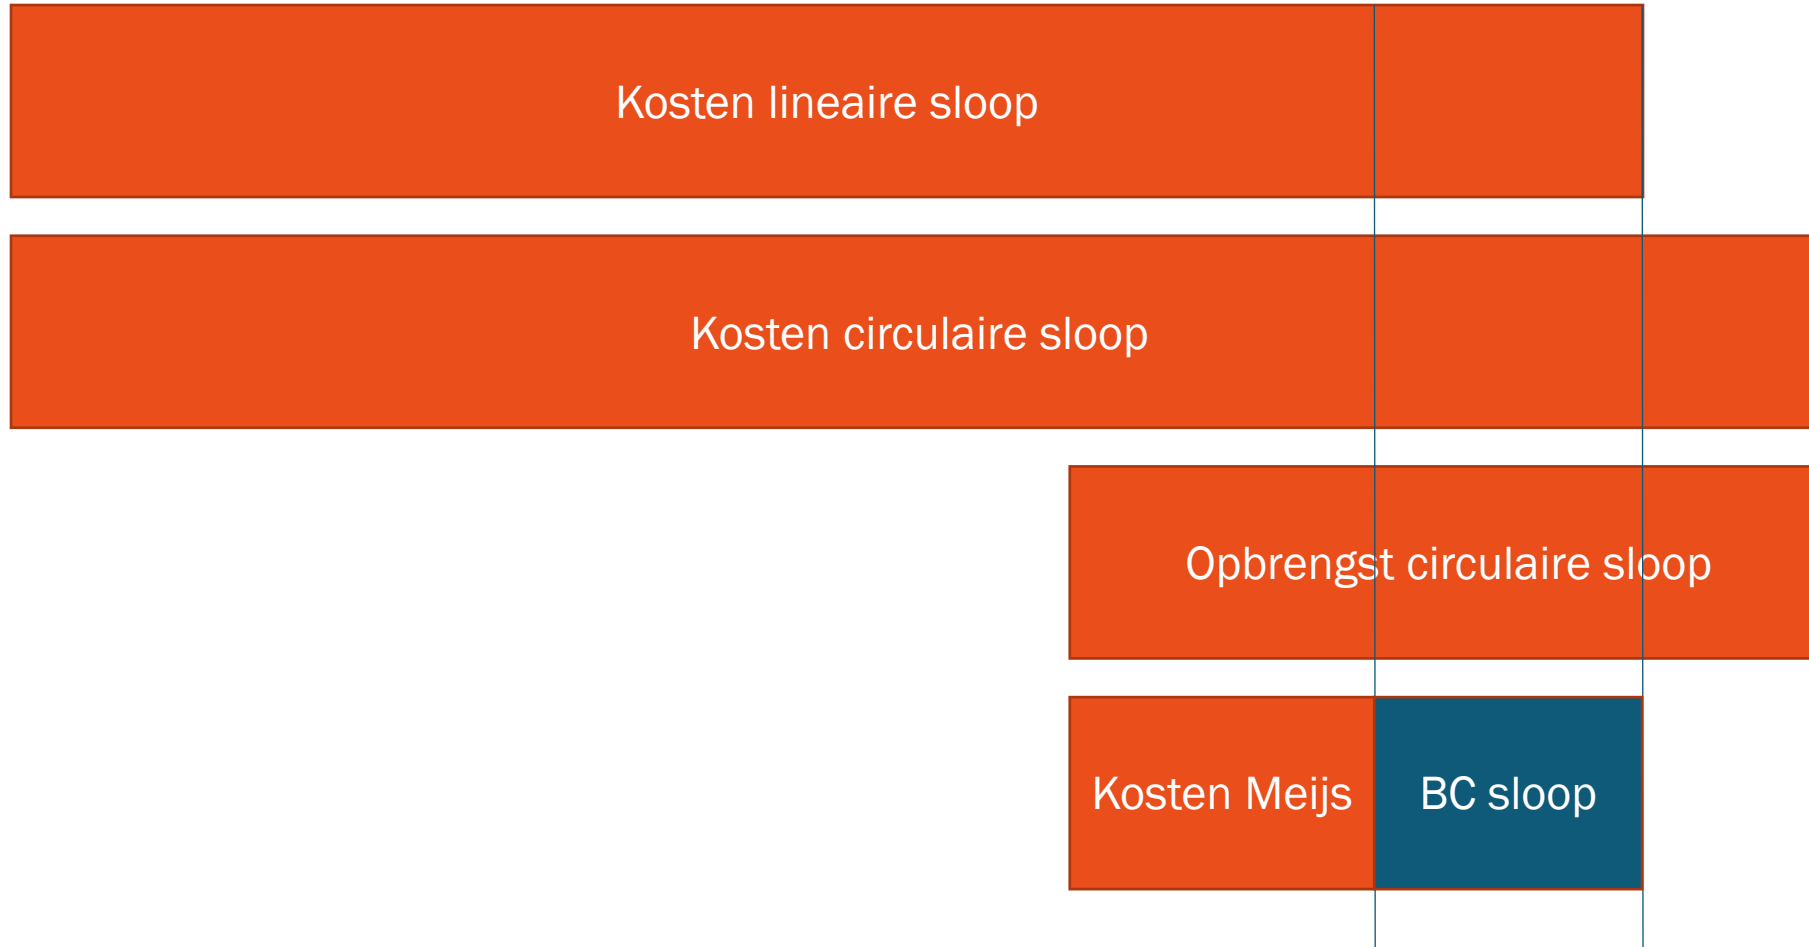 Kosten lineaire sloop
Kosten circulaire sloop
Opbrengst circulaire sloop
Kosten Meijs
BC sloop